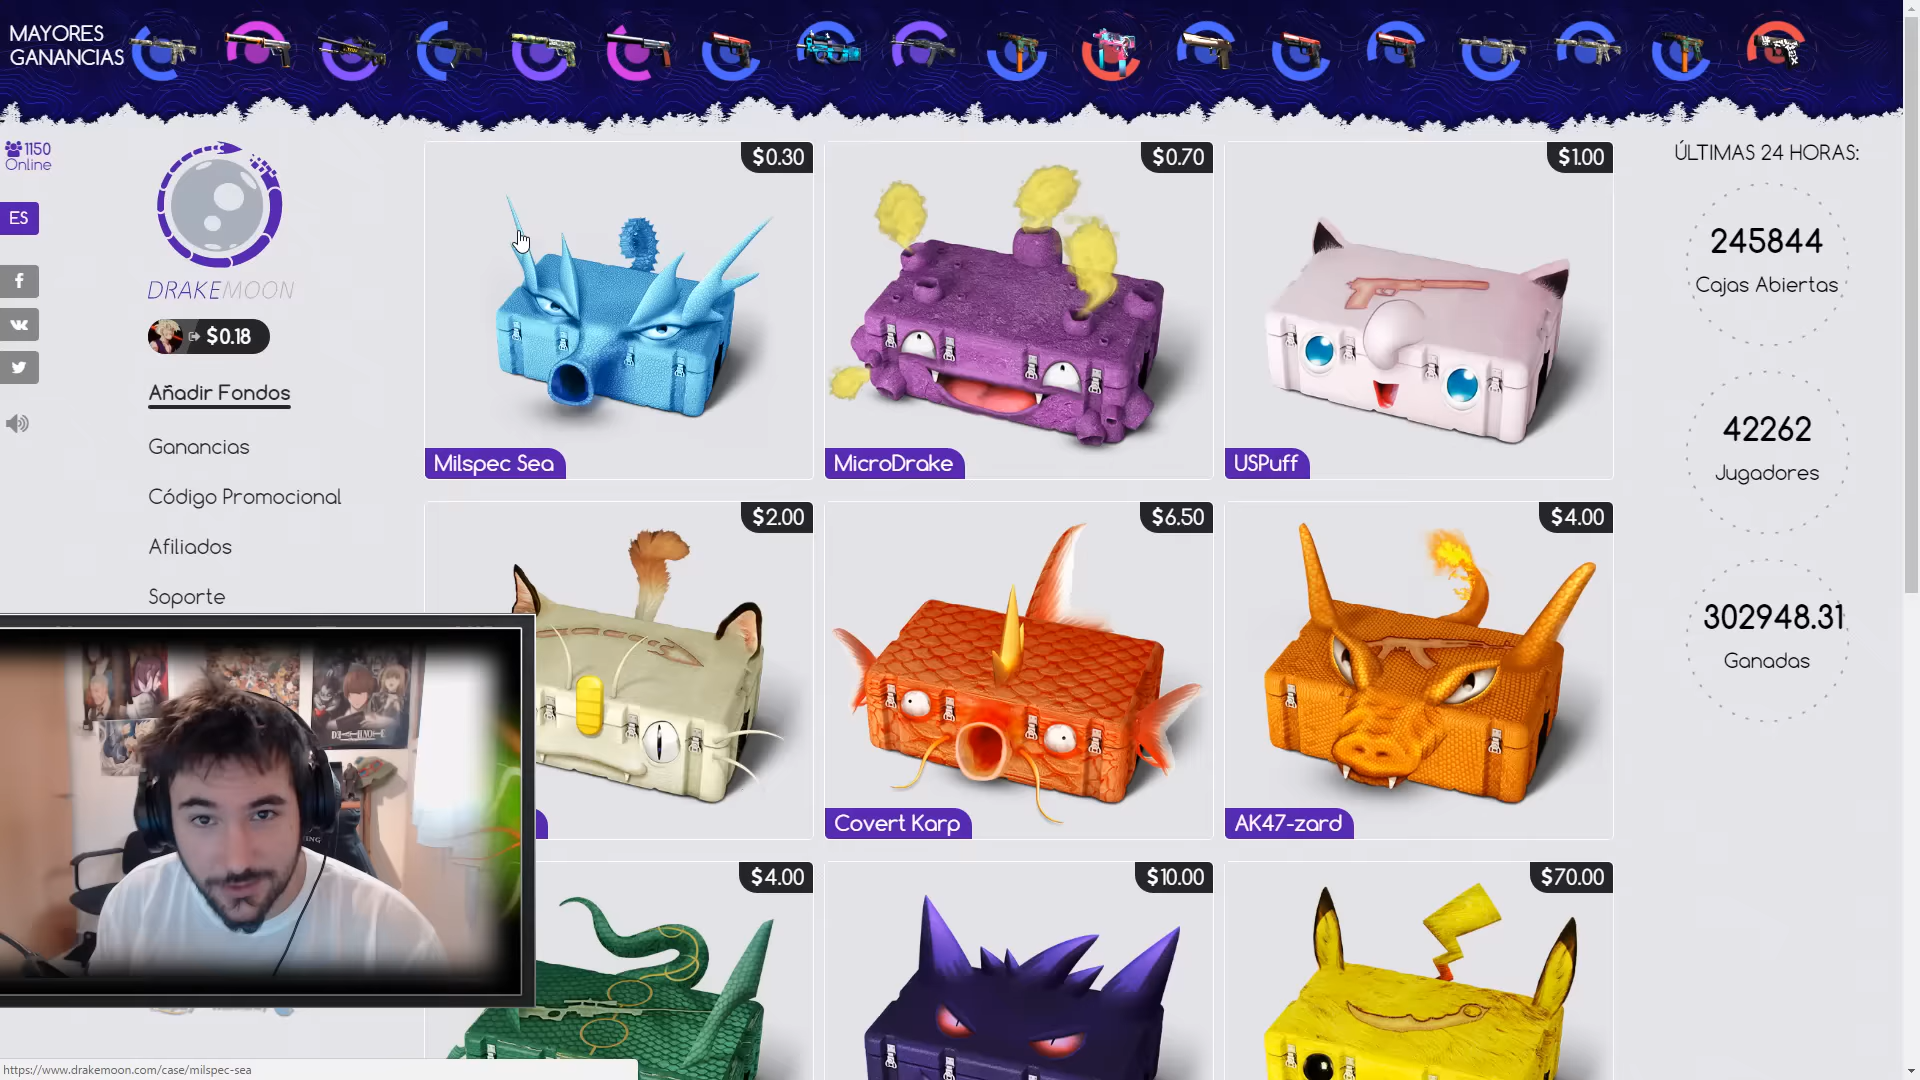 MAYORES
GANANCIAS
1150
Online
ES
DRAKEMOON
$0.18
Añadir Fondos
Ganancias
Código Promocional
Afiliados
Soporte
$0.30
Milspec Sea
$0.70
MicroDrake
$1.00
USPuff
$2.00
$6.50
Covert Karp
$4.00
AK47-zard
$4.00
$10.00
$70.00
ÚLTIMAS 24 HORAS:
245844
Cajas Abiertas
42262
Jugadores
302948.31
Ganadas
https://www.drakemoon.com/case/milspec-sea